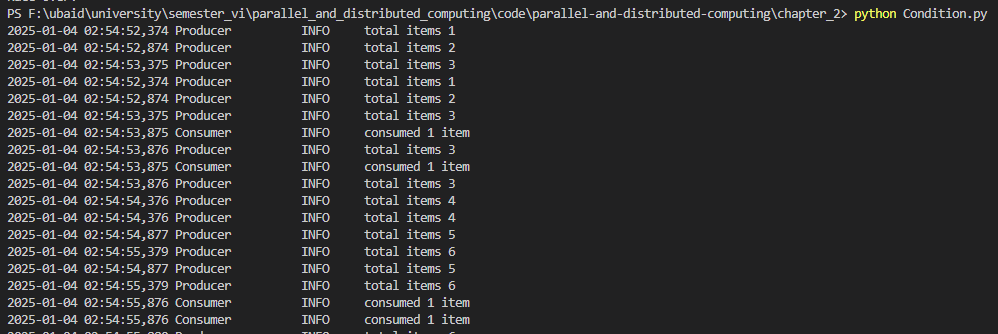 PS F:\ubaid\university\semester_vi\parallel_and_distributed_computing\code\parallel-and-distributed-computing\chapter_2> python Condition.py
2025-01-04 02:54:52,374 Producer INFO total items 1
2025-01-04 02:54:52,874 Producer INFO total items 2
2025-01-04 02:54:53,375 Producer INFO total items 3
2025-01-04 02:54:52,374 Producer INFO total items 1
2025-01-04 02:54:52,874 Producer INFO total items 2
2025-01-04 02:54:53,375 Producer INFO total items 3
2025-01-04 02:54:53,875 Consumer INFO consumed 1 item
2025-01-04 02:54:53,876 Producer INFO total items 3
2025-01-04 02:54:53,875 Consumer INFO consumed 1 item
2025-01-04 02:54:53,876 Producer INFO total items 3
2025-01-04 02:54:54,376 Producer INFO total items 4
2025-01-04 02:54:54,376 Producer INFO total items 4
2025-01-04 02:54:54,877 Producer INFO total items 5
2025-01-04 02:54:55,379 Producer INFO total items 6
2025-01-04 02:54:54,877 Producer INFO total items 5
2025-01-04 02:54:55,379 Producer INFO total items 6
2025-01-04 02:54:55,876 Consumer INFO consumed 1 item
2025-01-04 02:54:55,876 Consumer INFO consumed 1 item